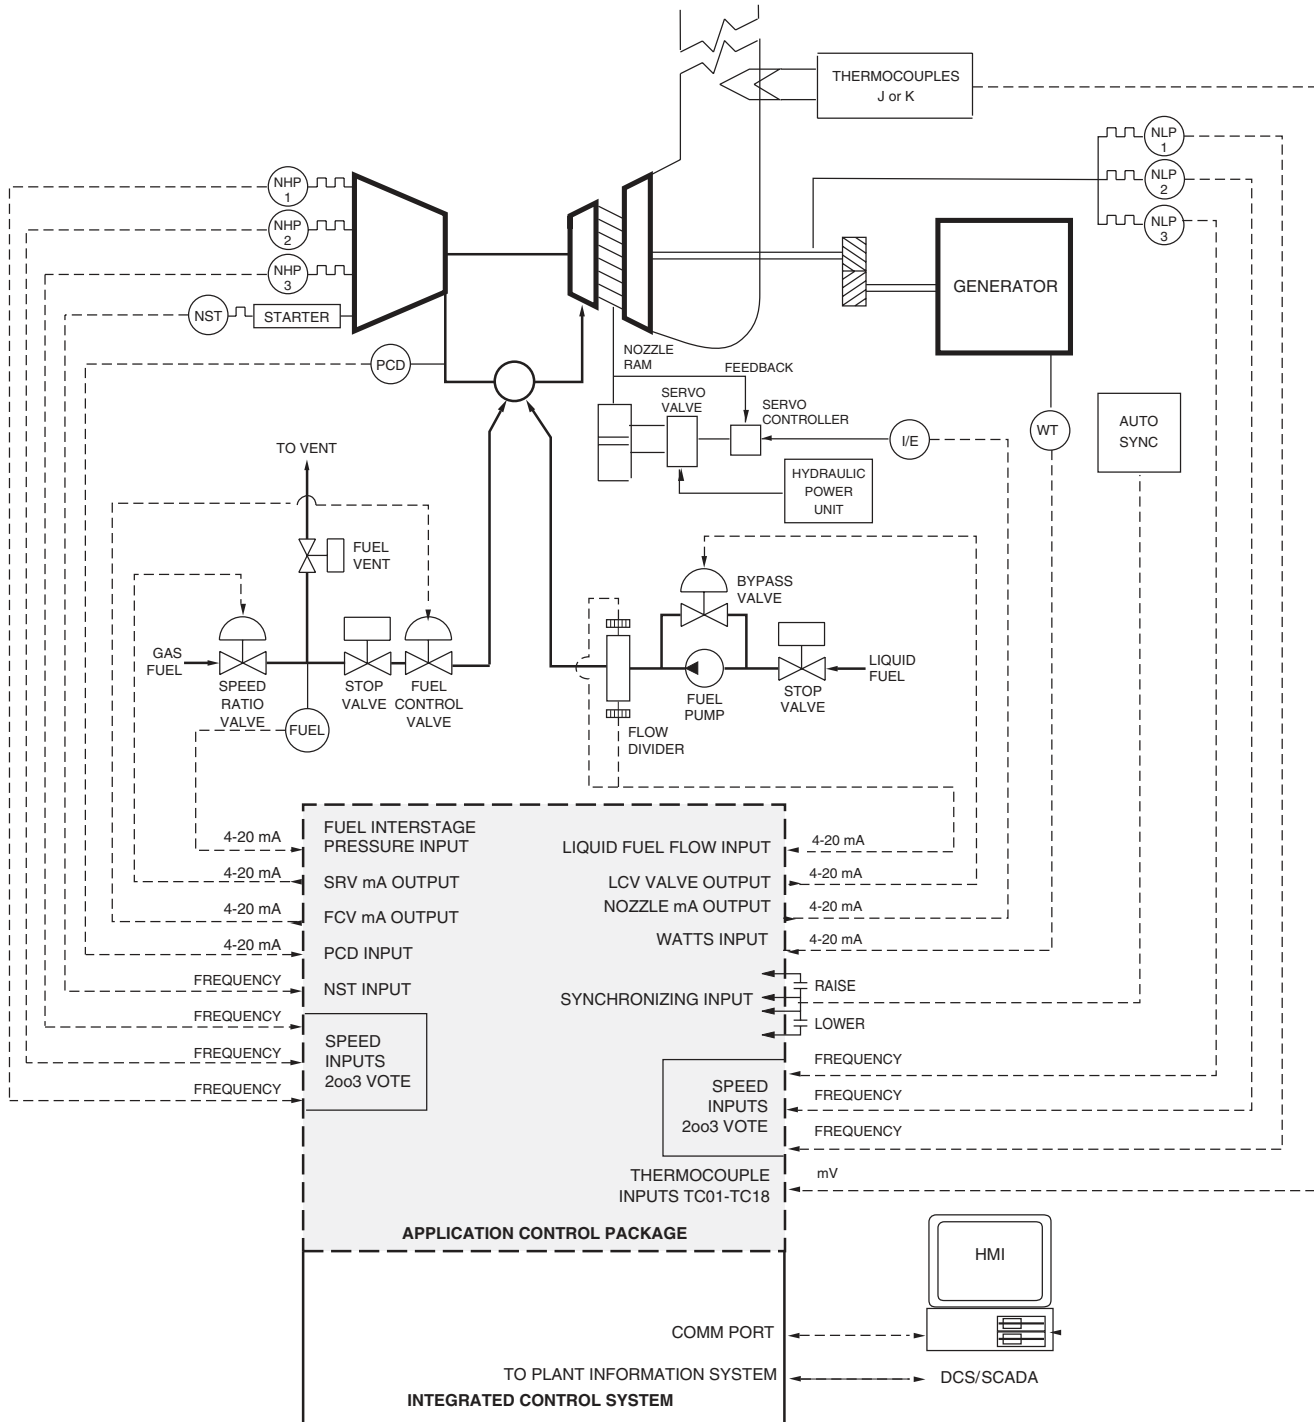 THERMOCOUPLES
J or K
NLP
1
NLP
2
NLP
3
NHP
1
NHP
2
NHP
3
NST
STARTER
PCD
GENERATOR
NOZZLE
RAM
FEEDBACK
SERVO
VALVE
SERVO
CONTROLLER
I/E
WT
AUTO
SYNC
HYDRAULIC
POWER
UNIT
TO VENT
FUEL
VENT
BYPASS
VALVE
GAS
FUEL
SPEED
RATIO
VALVE
STOP
VALVE
FUEL
CONTROL
VALVE
FUEL
FLOW
DIVIDER
FUEL
PUMP
STOP
VALVE
LIQUID
FUEL
4-20 mA
FUEL INTERSTAGE
PRESSURE INPUT
4-20 mA
SRV mA OUTPUT
4-20 mA
FCV mA OUTPUT
4-20 mA
PCD INPUT
FREQUENCY
NST INPUT
FREQUENCY
FREQUENCY
FREQUENCY
SPEED
INPUTS
2oo3 VOTE
LIQUID FUEL FLOW INPUT
4-20 mA
LCV VALVE OUTPUT
4-20 mA
NOZZLE mA OUTPUT
4-20 mA
WATTS INPUT
4-20 mA
SYNCHRONIZING INPUT
RAISE
LOWER
SPEED
INPUTS
2oo3 VOTE
FREQUENCY
FREQUENCY
FREQUENCY
THERMOCOUPLE
INPUTS TC01-TC18
mV
APPLICATION CONTROL PACKAGE
HMI
COMM PORT
TO PLANT INFORMATION SYSTEM
DCS/SCADA
INTEGRATED CONTROL SYSTEM